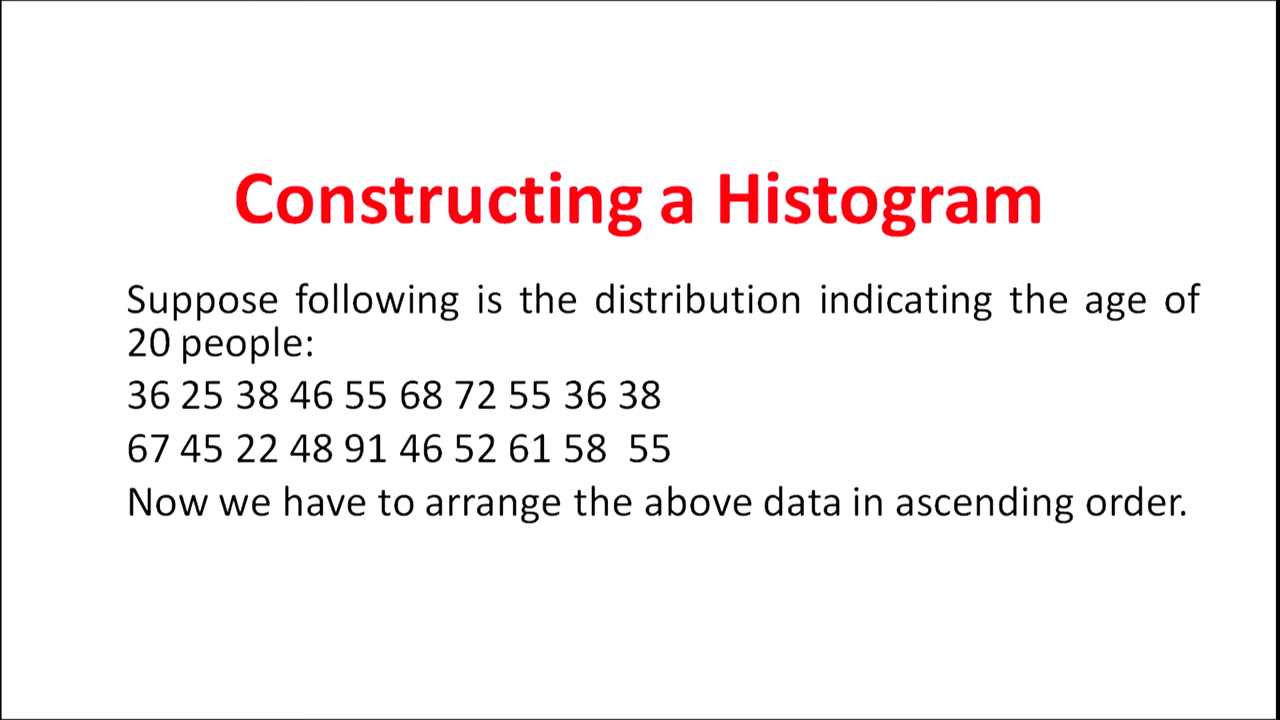 Constructing a Histogram
Suppose following is the distribution indicating the age of
20 people:
36 25 38 46 55 68 72 55 36 38
67 45 22 48 91 46 52 61 58  55
Now we have to arrange the above data in ascending order.